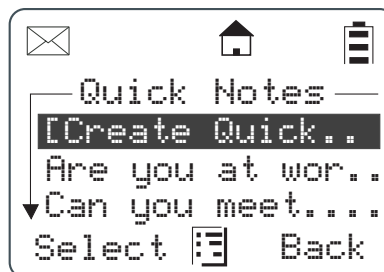 Quick Notes
[Create Quick..
Are you at wor..
Can you meet....
Select Back